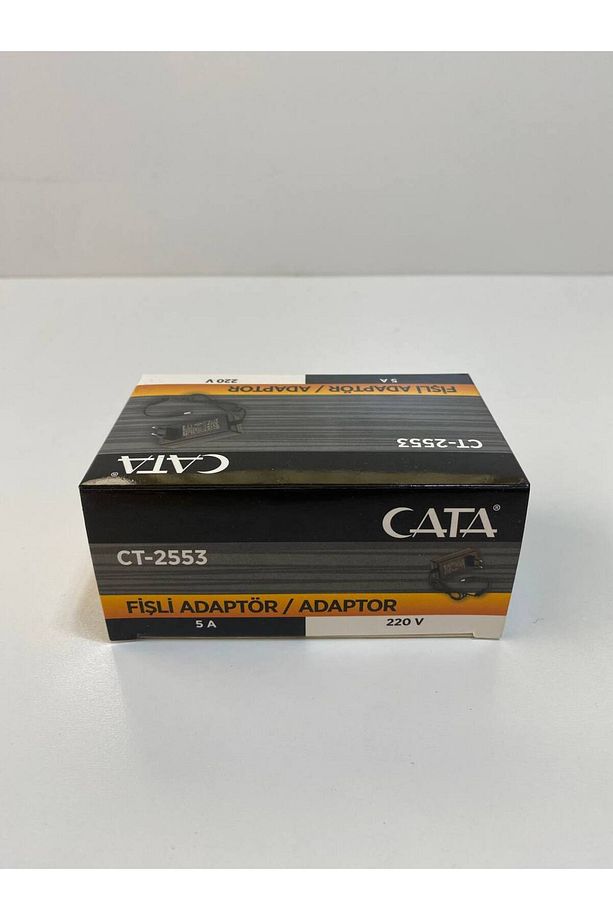 220 V
5 A
FİŞLİ ADAPTÖR / ADAPTOR
CT-2553
CATA®
CATA®
CT-2553
FİŞLİ ADAPTÖR / ADAPTOR
5 A
220 V